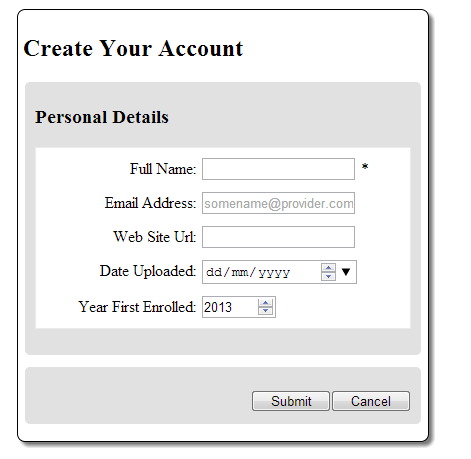 Create Your Account
Personal Details
Full Name: *
Email Address: somename@provider.com
Web Site Url:
Date Uploaded: dd/mm/yyyy
Year First Enrolled: 2013
Submit Cancel